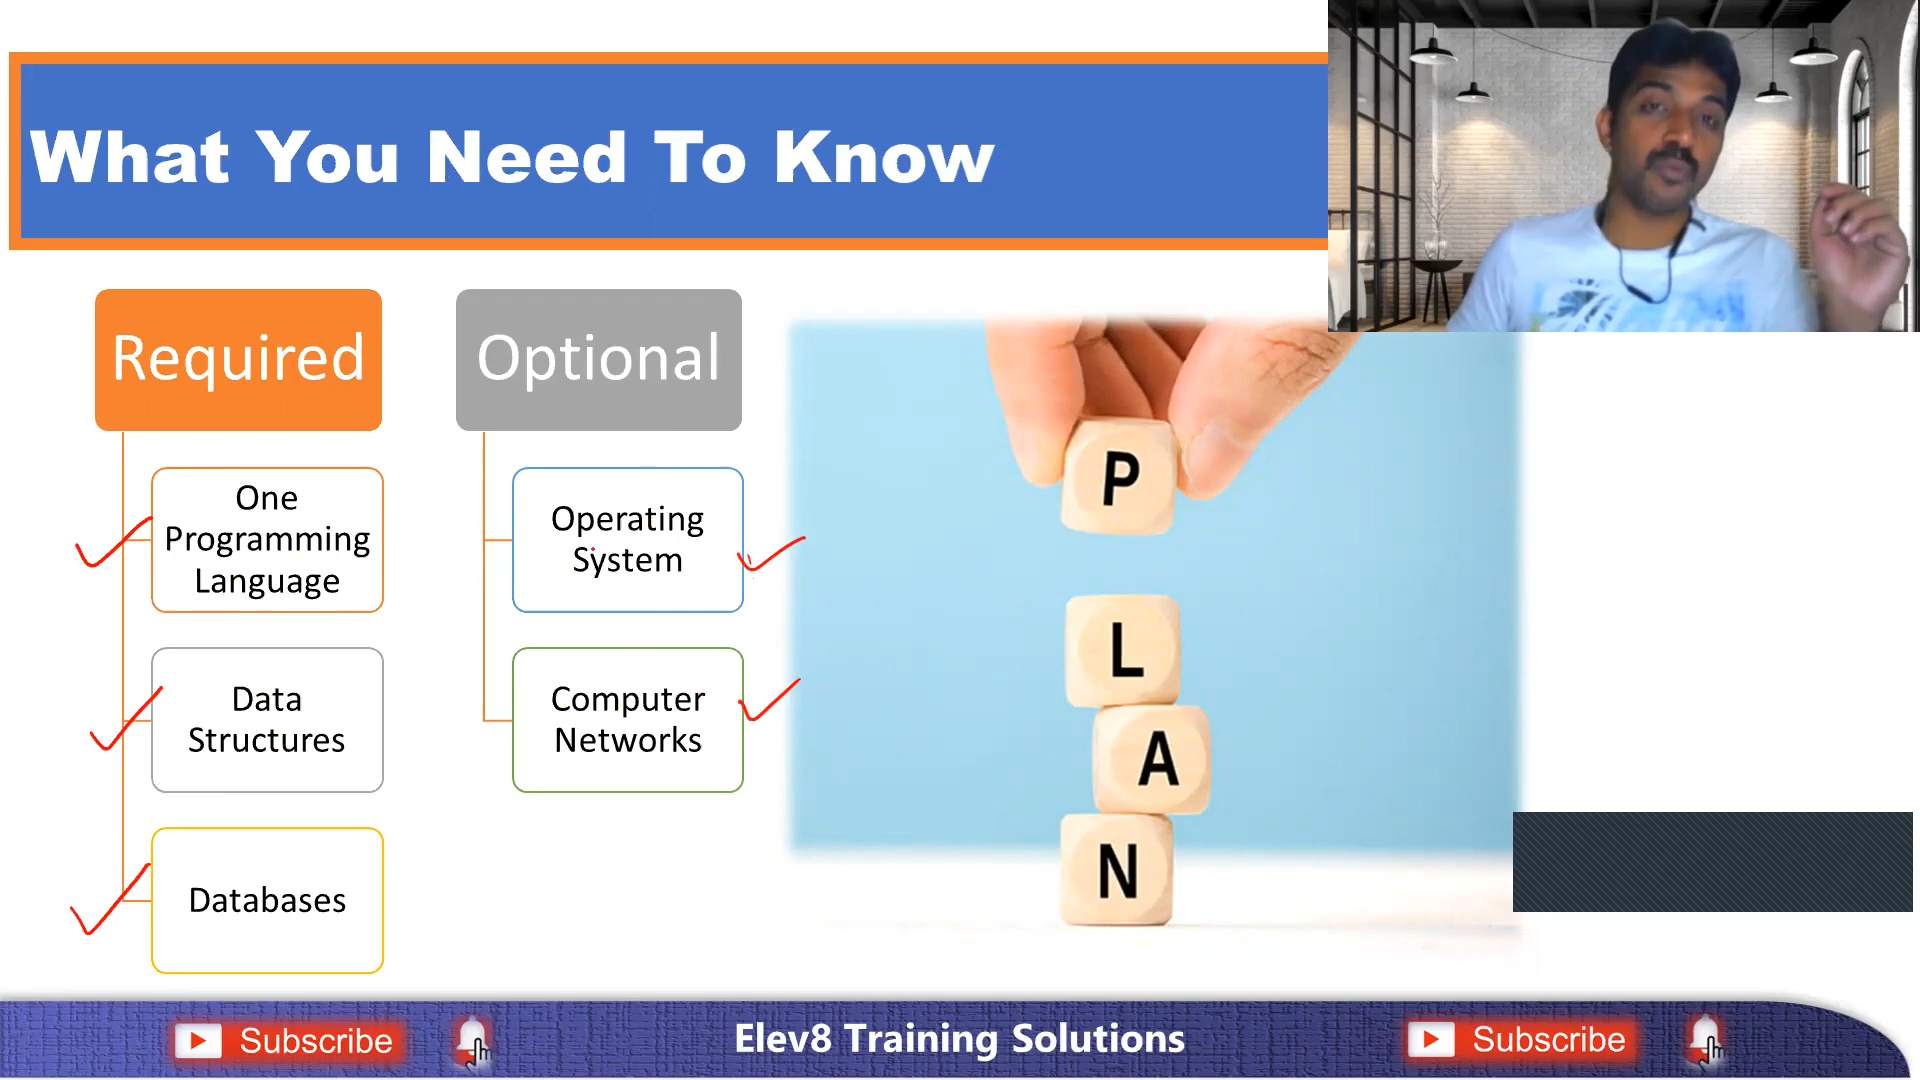 What You Need To Know
Required
Optional
One
Programming
Language
Operating
System
Data
Structures
Computer
Networks
Databases
P
L
A
N
Subscribe
Elev8 Training Solutions
Subscribe